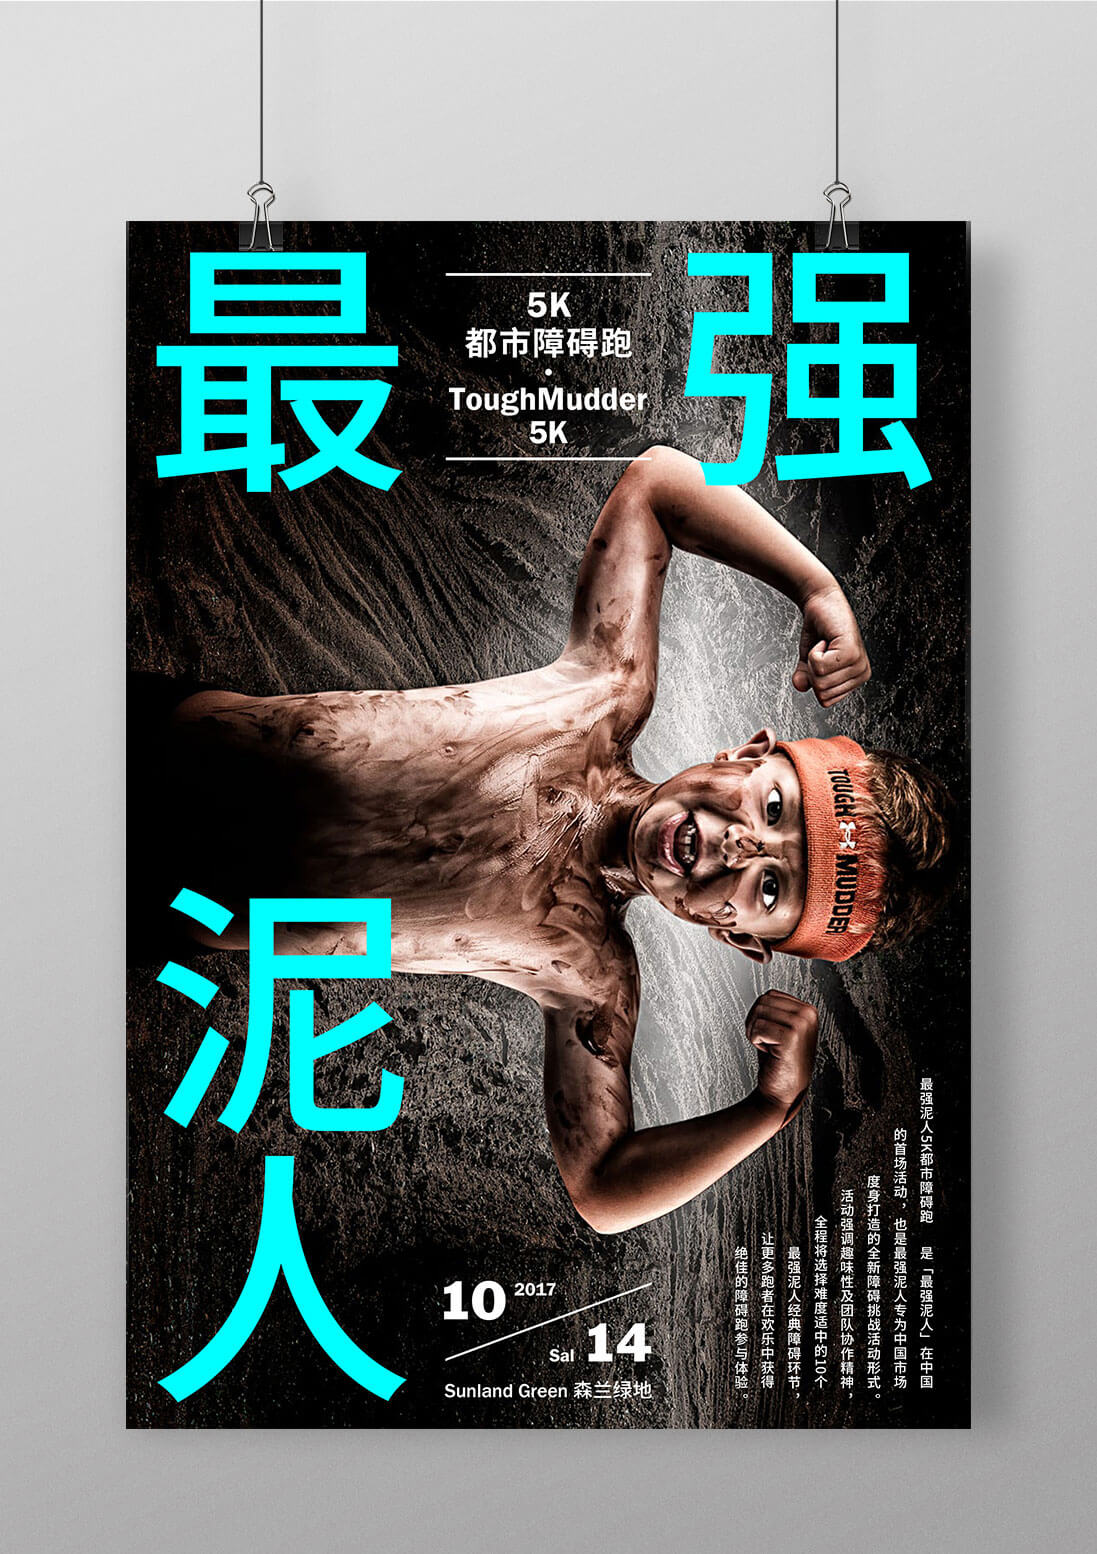 最强
泥
人
5K
都市障碍跑
·
ToughMudder
5K
TOUGH MUDDER
10 2017
Sal 14
Sunland Green 森兰绿地
最强泥人5K都市障碍跑 是「最强泥人」在中国
的首场活动，也是最强泥人专为中国市场
度身打造的全新障碍挑战活动形式。
活动强调趣味性及团队协作精神，
全程将选择难度适中的10个
最强泥人经典障碍环节，
让更多跑者在欢乐中获得
绝佳的障碍跑参与体验。